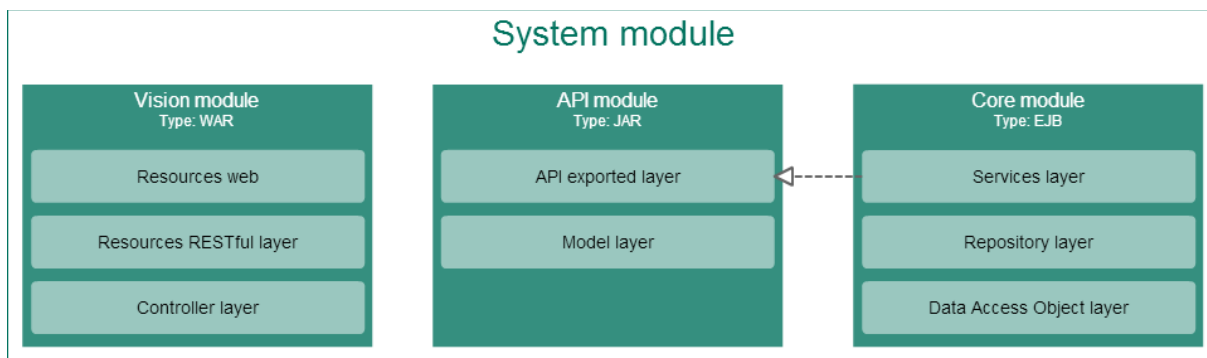 System module
Vision module
Type: WAR
Resources web
Resources RESTful layer
Controller layer
API module
Type: JAR
API exported layer
Model layer
Core module
Type: EJB
Services layer
Repository layer
Data Access Object layer